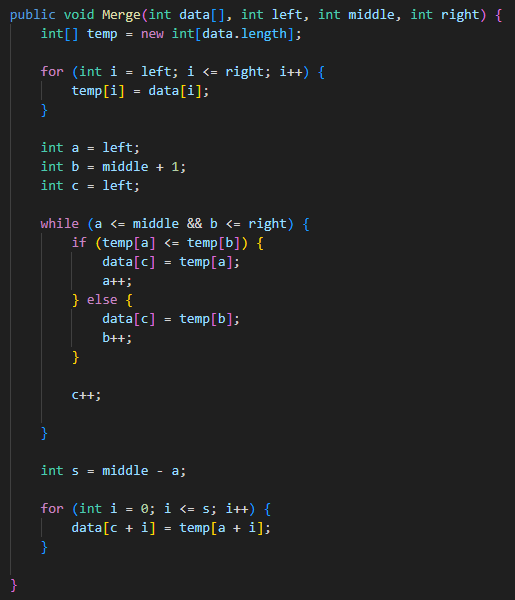 public void Merge(int data[], int left, int middle, int right) {
    int[] temp = new int[data.length];

    for (int i = left; i <= right; i++) {
        temp[i] = data[i];
    }

    int a = left;
    int b = middle + 1;
    int c = left;

    while (a <= middle && b <= right) {
        if (temp[a] <= temp[b]) {
            data[c] = temp[a];
            a++;
        } else {
            data[c] = temp[b];
            b++;
        }

        c++;

    }

    int s = middle - a;

    for (int i = 0; i <= s; i++) {
        data[c + i] = temp[a + i];
    }

}